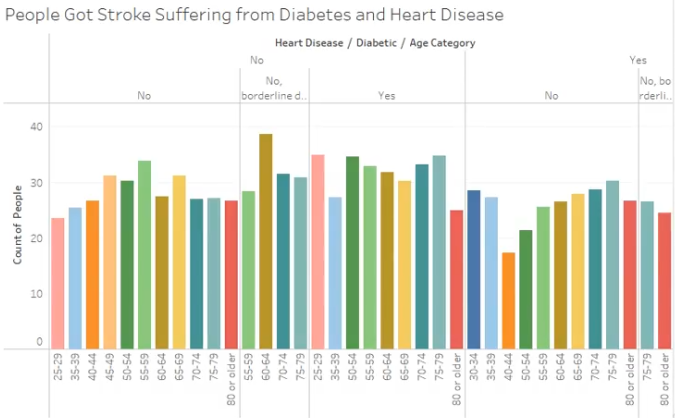 People Got Stroke Suffering from Diabetes and Heart Disease
Heart Disease / Diabetic / Age Category
No
Yes
No
No,
borderline d..
Yes
No
No, bo
rderli..
Count of People
40
30
20
10
0
25-29
35-39
40-44
45-49
50-54
55-59
60-64
65-69
70-74
75-79
80 or older
55-59
60-64
70-74
75-79
25-29
35-39
50-54
55-59
60-64
65-69
70-74
75-79
80 or older
30-34
35-39
40-44
50-54
55-59
60-64
65-69
70-74
75-79
80 or older
75-79
80 or older